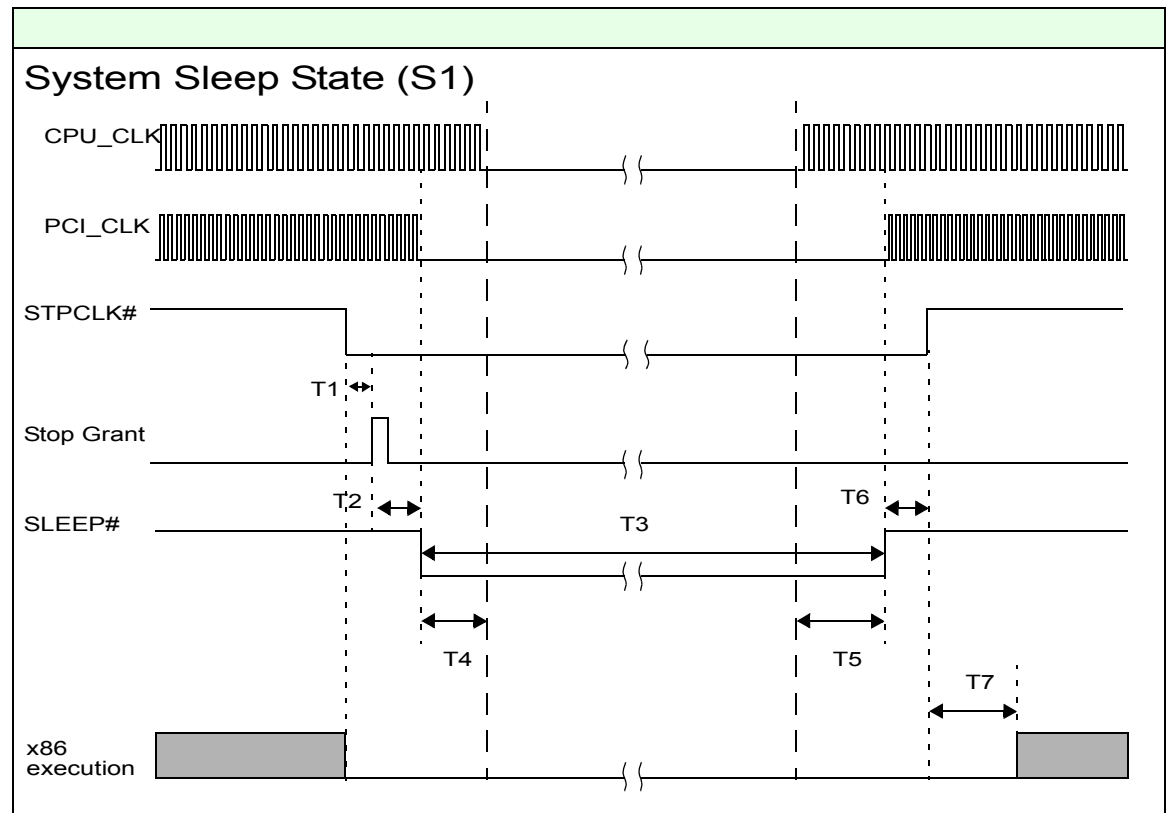 System Sleep State (S1)
CPU_CLK
PCI_CLK
STPCLK#
T1
Stop Grant
T2
T6
SLEEP#
T3
T4
T5
T7
x86
execution